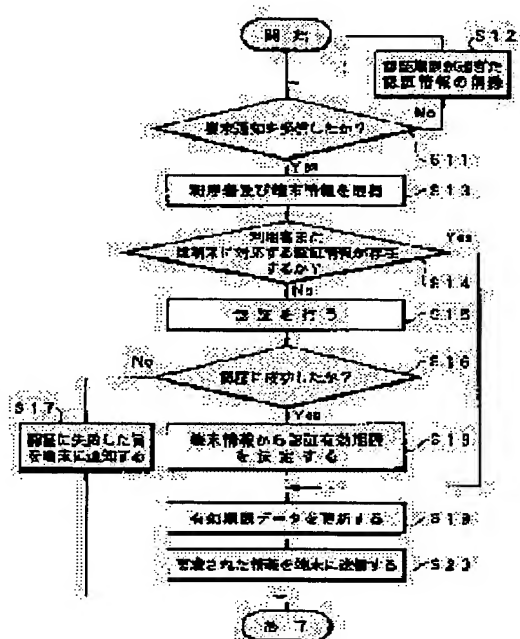 開 始
S12
認証期限が過ぎた
認証情報の削除
No
要求通知を受信したか?
S11
Yes
利用者及び端末情報を取得
S13
利用者または
端末に対応する認証情報が存在
するか?
Yes
S14
No
認 証 を 行 う
S15
No
認証に成功したか?
S16
S17
Yes
認証に失敗した旨
を端末に通知する
端末情報から認証有効期限
を設定する
有効期限データを更新する
S19
要求された情報を端末に送信する
終 了